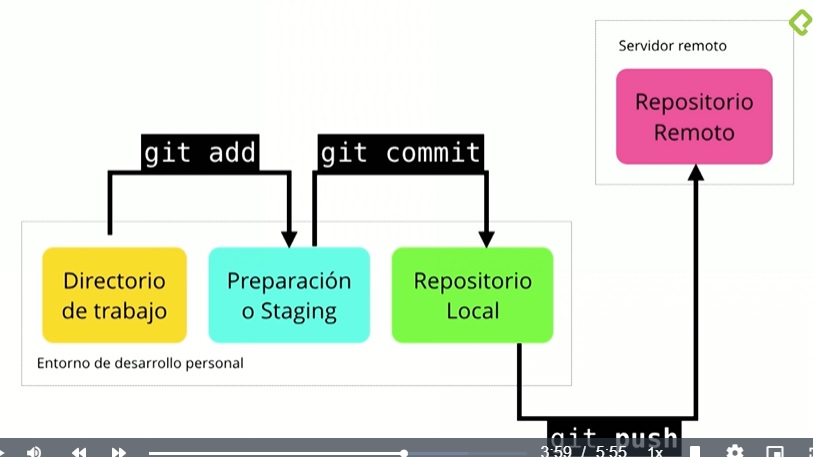 Servidor remoto
Repositorio
Remoto
git add
git commit
Directorio
de trabajo
Preparación
o Staging
Repositorio
Local
Entorno de desarrollo personal
git push
3:59 / 5:55 1x